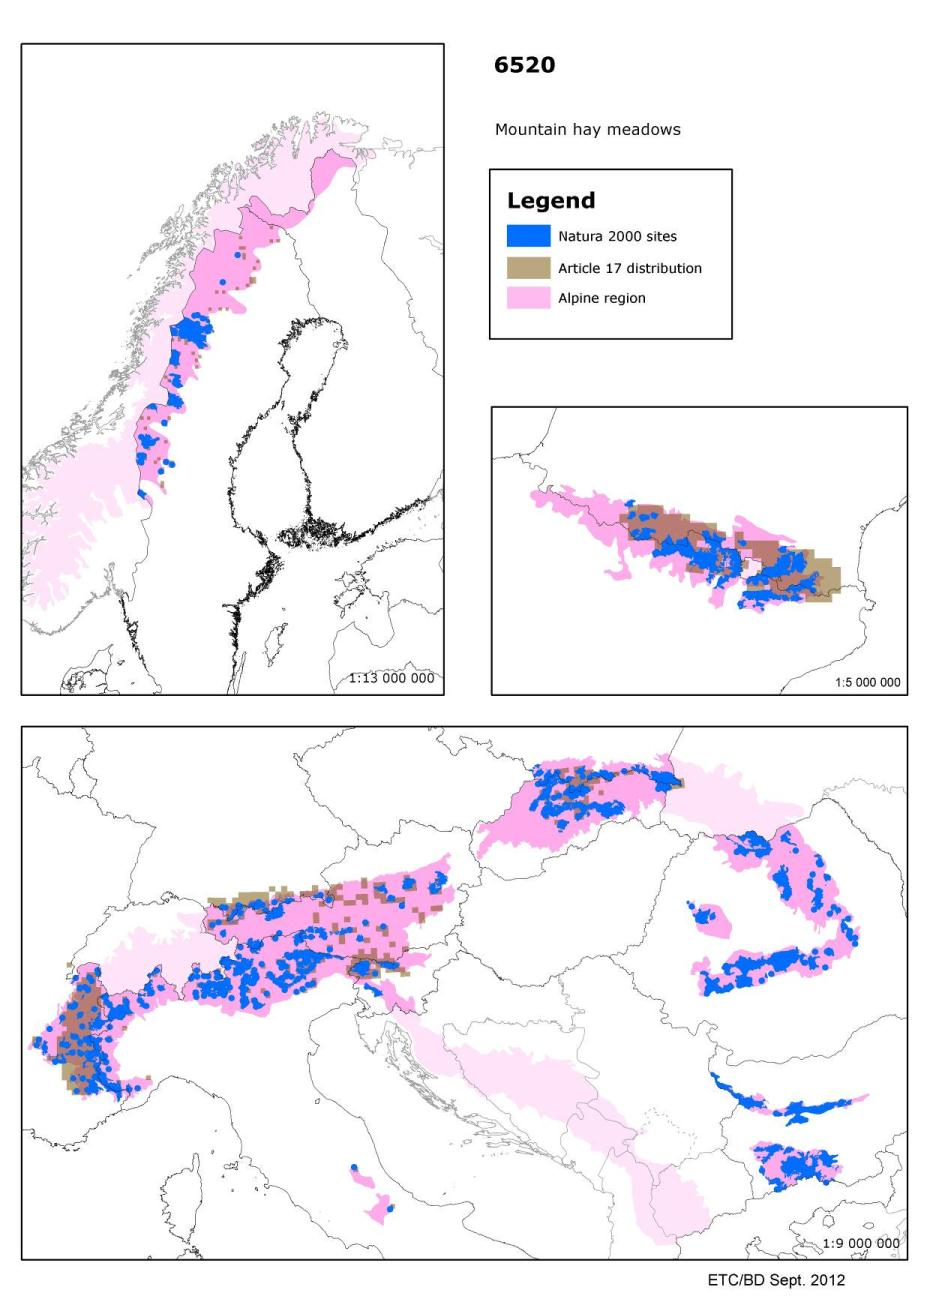 6520
Mountain hay meadows
Legend
Natura 2000 sites
Article 17 distribution
Alpine region
1:13 000 000
1:5 000 000
1:9 000 000
ETC/BD Sept. 2012